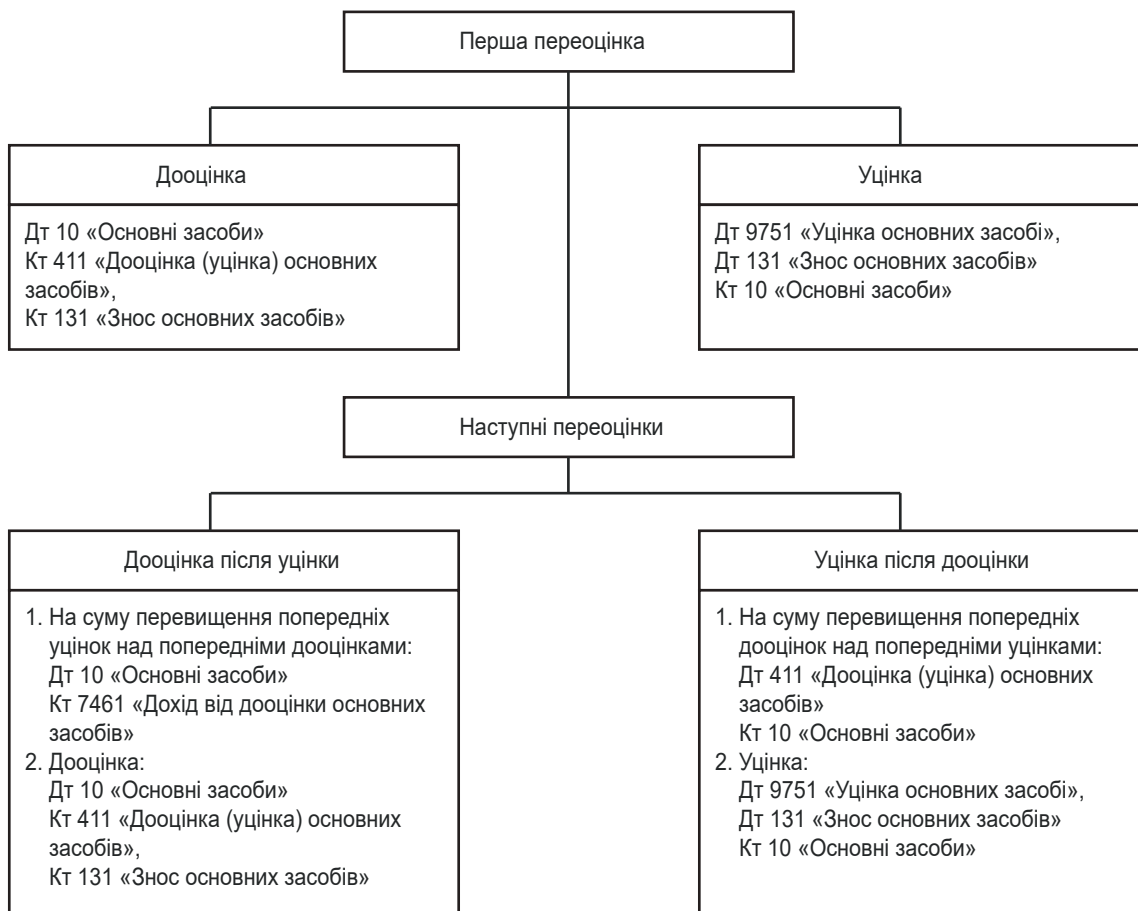 Перша переоцінка
Дооцінка
Дт 10 «Основні засоби»
Кт 411 «Дооцінка (уцінка) основних
засобів»,
Кт 131 «Знос основних засобів»
Уцінка
Дт 9751 «Уцінка основних засобі»,
Дт 131 «Знос основних засобів»
Кт 10 «Основні засоби»
Наступні переоцінки
Дооцінка після уцінки
1. На суму перевищення попередніх
уцінок над попередніми дооцінками:
Дт 10 «Основні засоби»
Кт 7461 «Дохід від дооцінки основних
засобів»
2. Дооцінка:
Дт 10 «Основні засоби»
Кт 411 «Дооцінка (уцінка) основних
засобів»,
Кт 131 «Знос основних засобів»
Уцінка після дооцінки
1. На суму перевищення попередніх
дооцінок над попередніми уцінками:
Дт 411 «Дооцінка (уцінка) основних
засобів»
Кт 10 «Основні засоби»
2. Уцінка:
Дт 9751 «Уцінка основних засобі»,
Дт 131 «Знос основних засобів»
Кт 10 «Основні засоби»